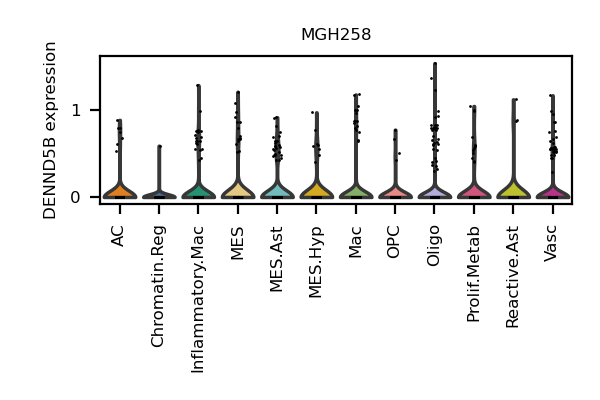 MGH258
DENND5B expression
1
0
AC
Chromatin.Reg
Inflammatory.Mac
MES
MES.Ast
MES.Hyp
Mac
OPC
Oligo
Prolif.Metab
Reactive.Ast
Vasc